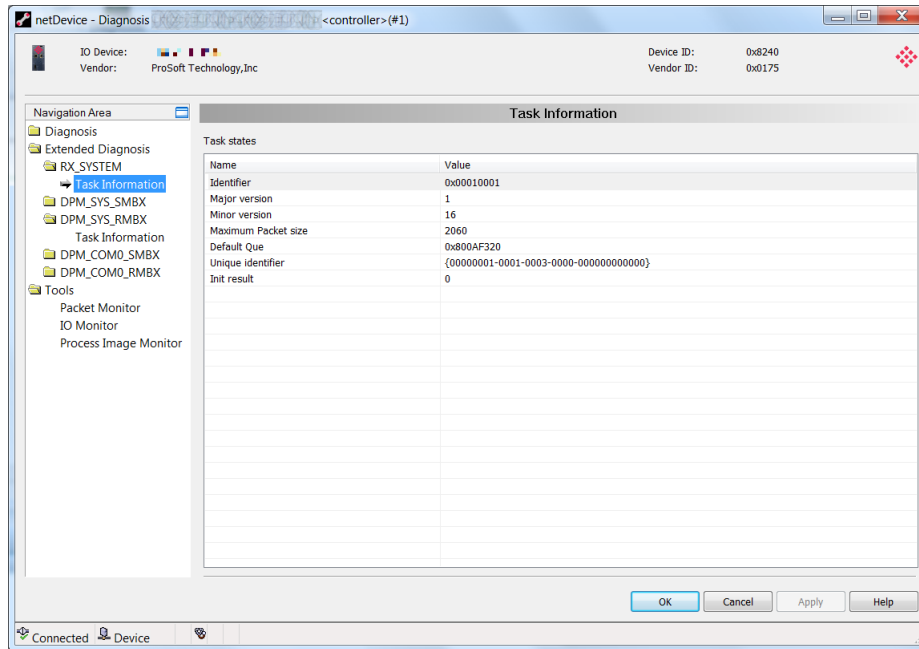 netDevice - Diagnosis <controller>(#1)
IO Device:
Device ID: 0x8240
Vendor: ProSoft Technology,Inc
Vendor ID: 0x0175
Navigation Area
Diagnosis
Extended Diagnosis
RX_SYSTEM
Task Information
DPM_SYS_SMBX
DPM_SYS_RMBX
Task Information
DPM_COM0_SMBX
DPM_COM0_RMBX
Tools
Packet Monitor
IO Monitor
Process Image Monitor
Task Information
Task states
Name Value
Identifier 0x00010001
Major version 1
Minor version 16
Maximum Packet size 2060
Default Que 0x800AF320
Unique identifier {00000001-0001-0003-0000-000000000000}
Init result 0
OK Cancel Apply Help
Connected Device